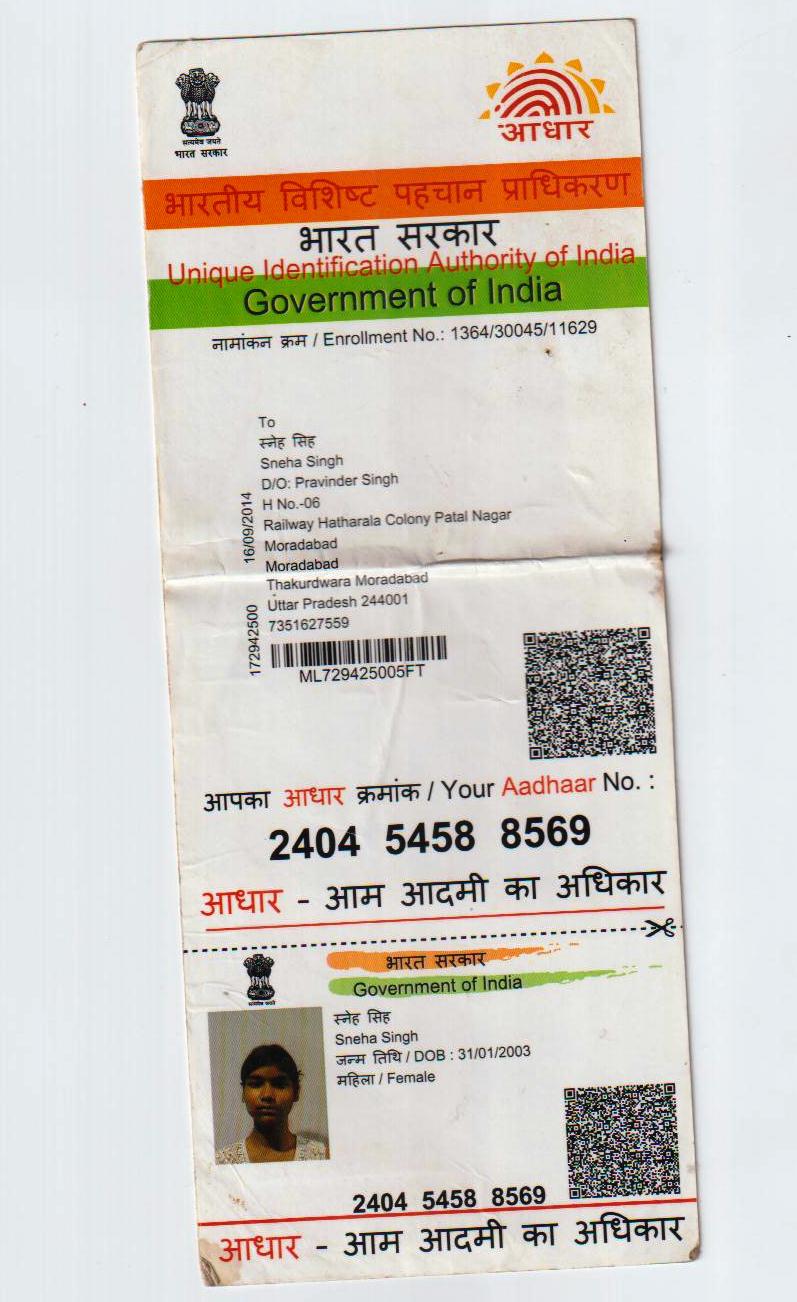 सत्यमेव जयते
भारत सरकार
आधार
भारतीय विशिष्ट पहचान प्राधिकरण
भारत सरकार
Unique Identification Authority of India
Government of India
नामांकन क्रम / Enrollment No.: 1364/30045/11629
To
स्नेह सिंह
Sneha Singh
D/O: Pravinder Singh
H No.-06
Railway Hatharala Colony Patal Nagar
Moradabad
Moradabad
Thakurdwara Moradabad
Uttar Pradesh 244001
7351627559
16/09/2014
172942500
ML729425005FT
आपका आधार क्रमांक / Your Aadhaar No. :
2404 5458 8569
आधार - आम आदमी का अधिकार
भारत सरकार
Government of India
सत्यमेव जयते
स्नेह सिंह
Sneha Singh
जन्म तिथि / DOB : 31/01/2003
महिला / Female
2404 5458 8569
आधार - आम आदमी का अधिकार